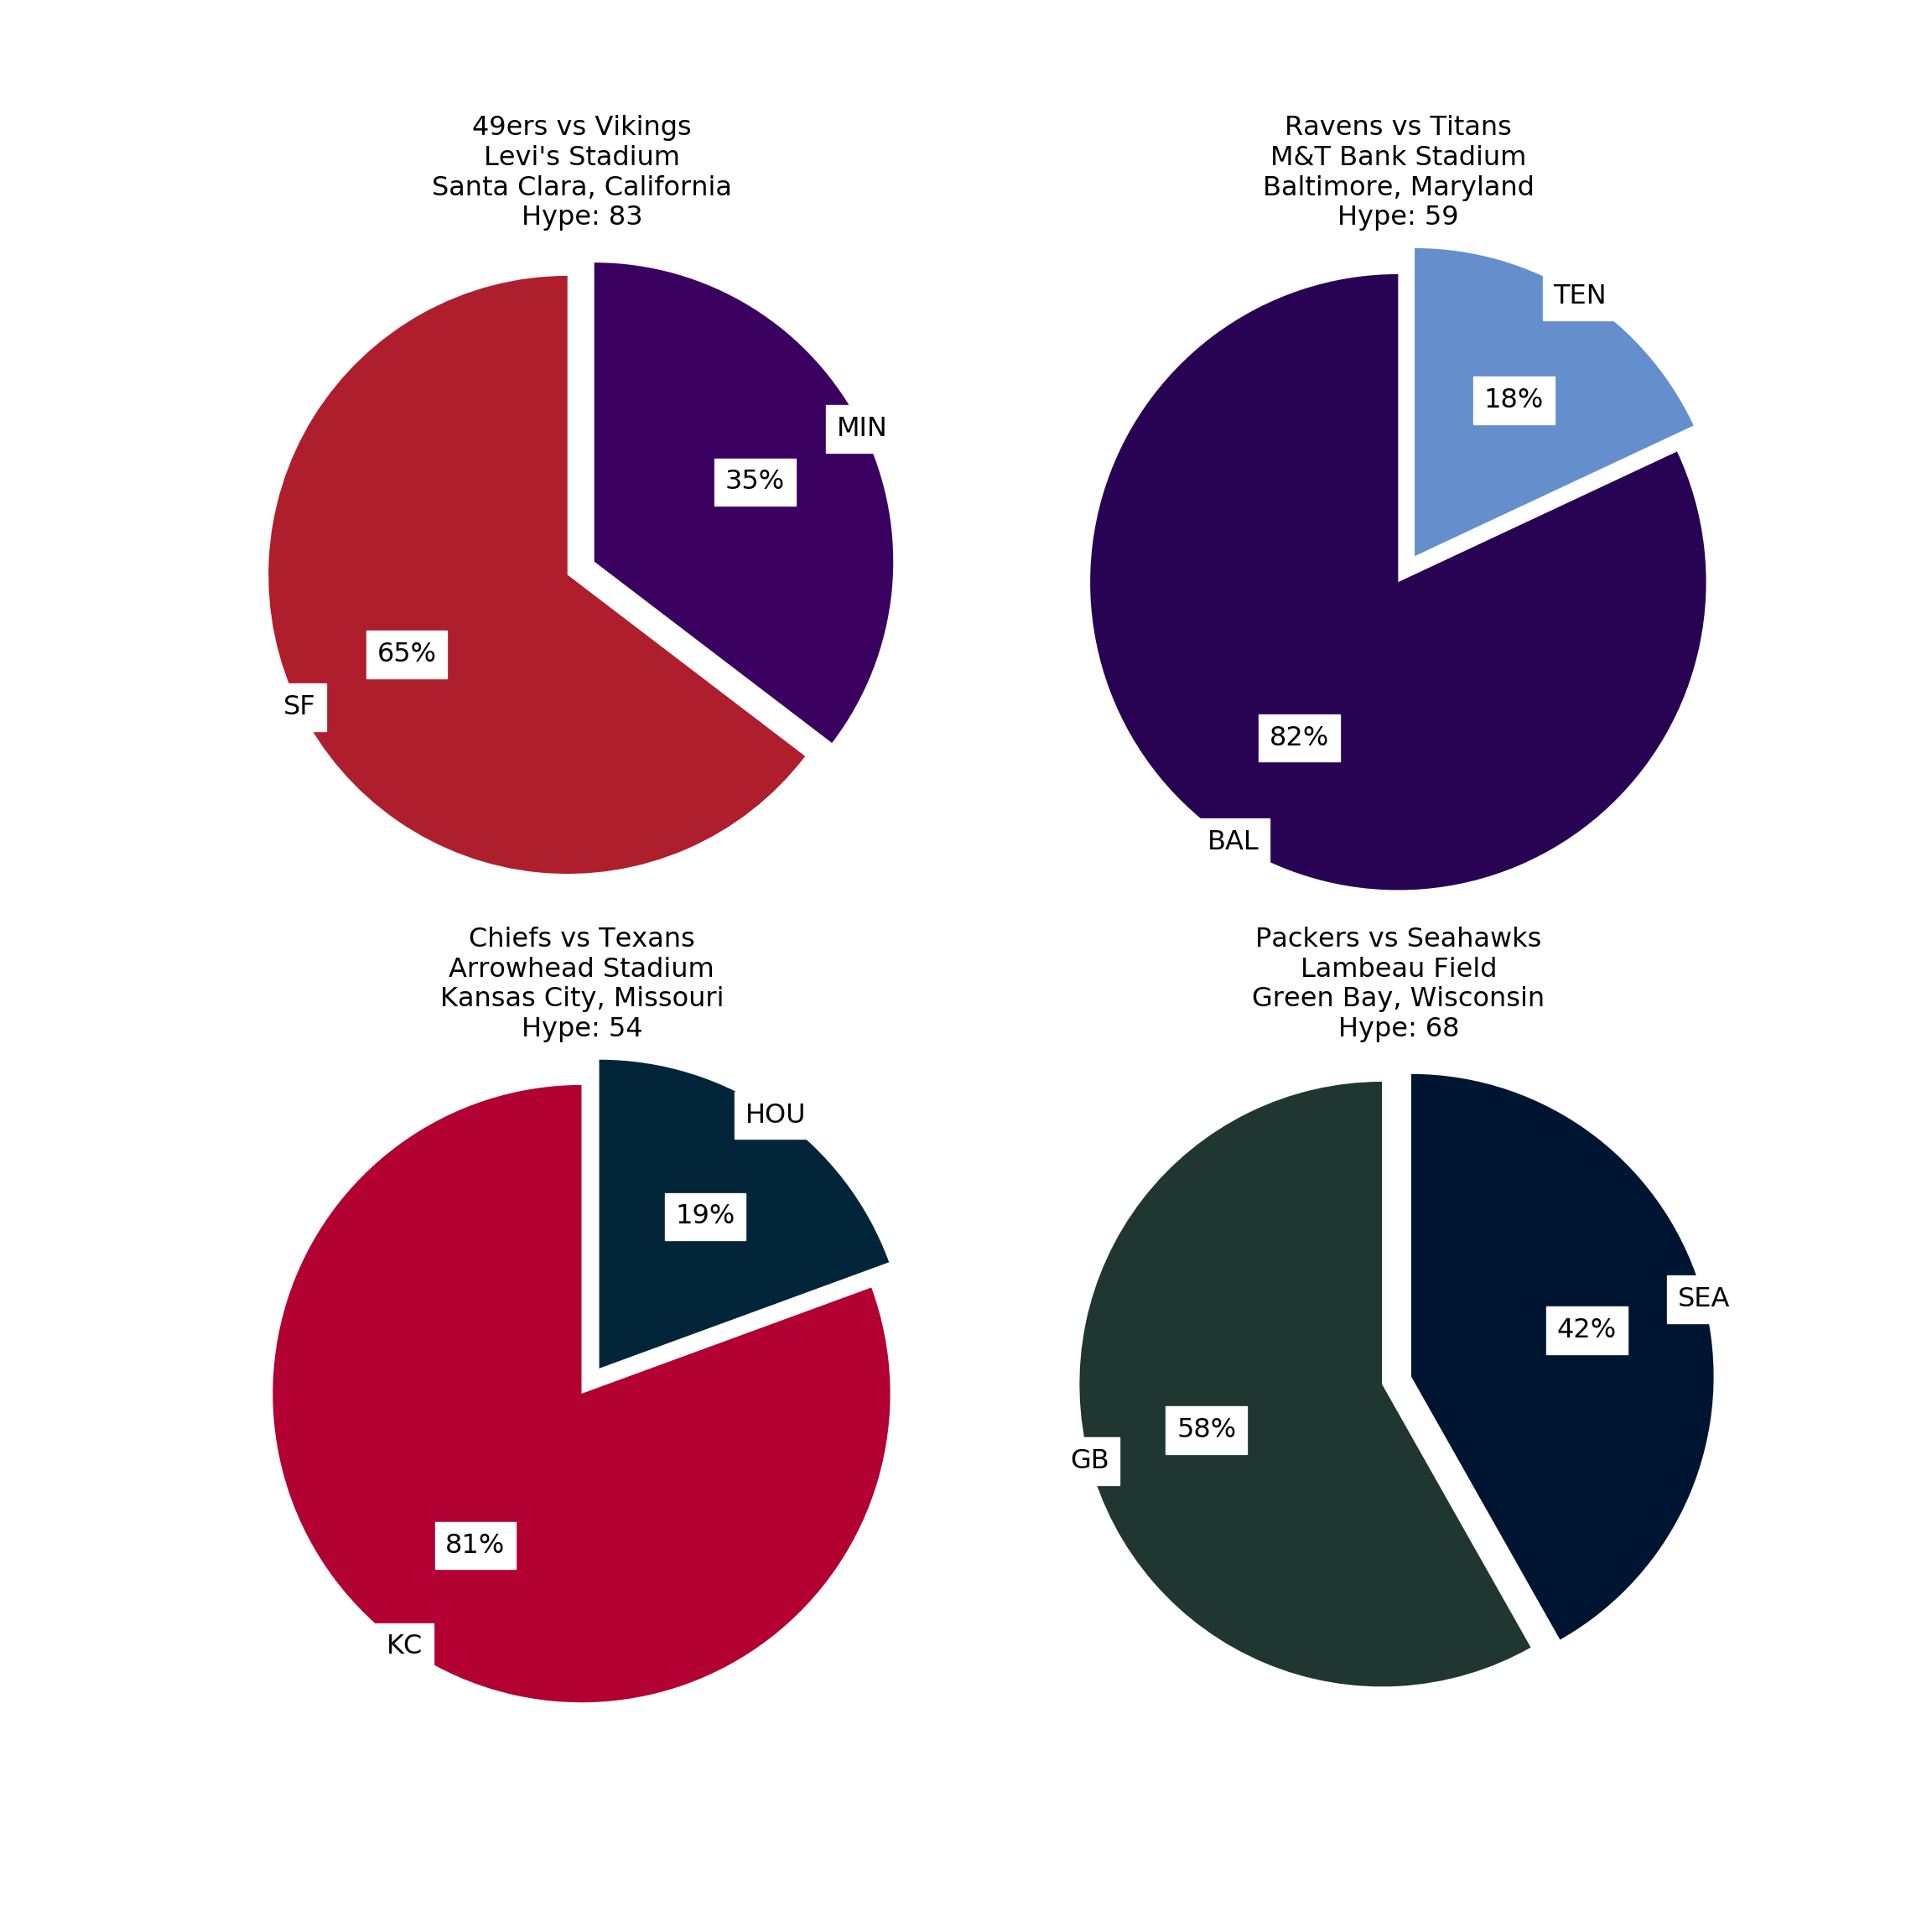 49ers vs Vikings
Levi's Stadium
Santa Clara, California
Hype: 83
MIN
35%
65%
SF
Ravens vs Titans
M&T Bank Stadium
Baltimore, Maryland
Hype: 59
TEN
18%
82%
BAL
Chiefs vs Texans
Arrowhead Stadium
Kansas City, Missouri
Hype: 54
HOU
19%
81%
KC
Packers vs Seahawks
Lambeau Field
Green Bay, Wisconsin
Hype: 68
SEA
42%
58%
GB